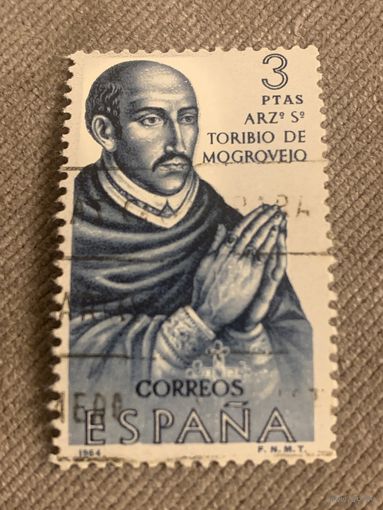 3
PTAS
ARZº Sº
TORIBIO DE
MOGROVEJO
CORREOS
ESPAÑA
1964
F. N. M. T.